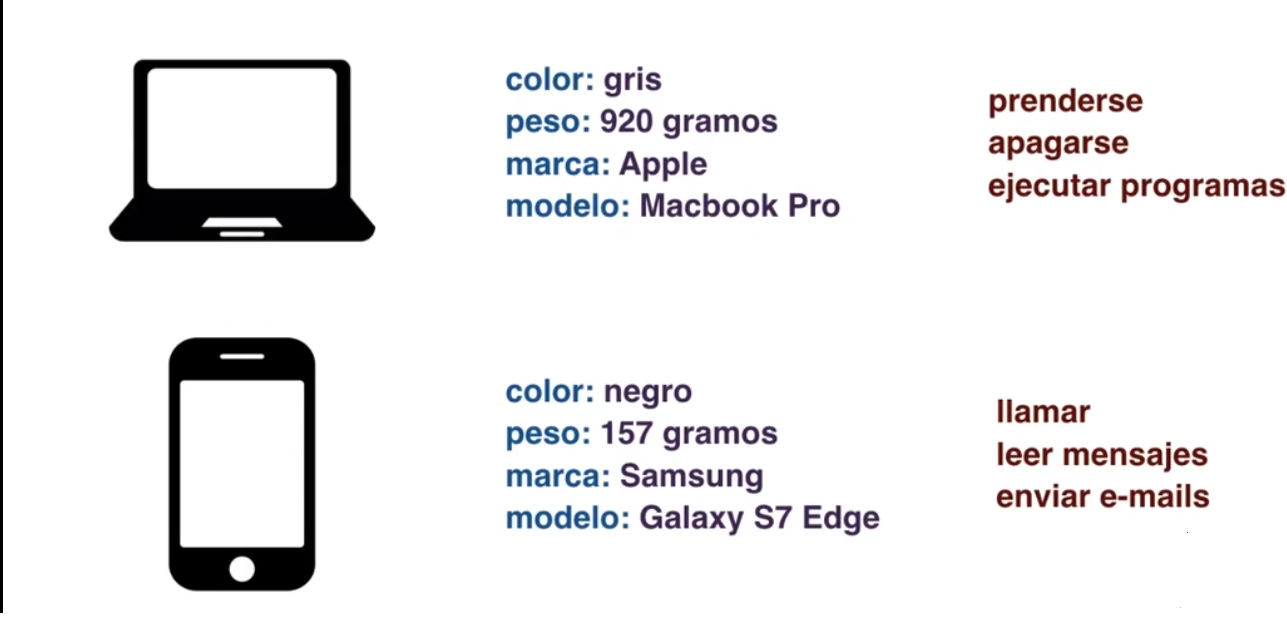 color: gris
peso: 920 gramos
marca: Apple
modelo: Macbook Pro
prenderse
apagarse
ejecutar programas
color: negro
peso: 157 gramos
marca: Samsung
modelo: Galaxy S7 Edge
llamar
leer mensajes
enviar e-mails